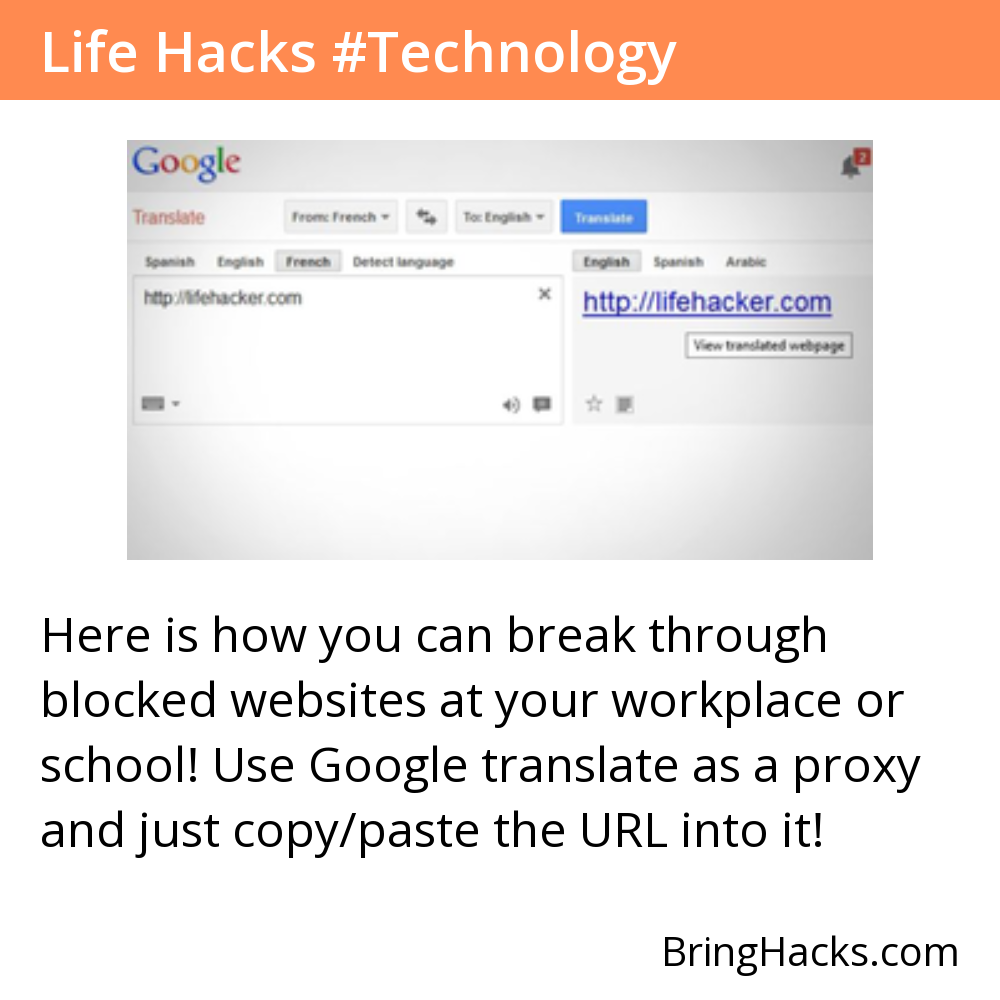 Life Hacks #Technology
Google
2
Translate
From: French
To: English
Translate
Spanish English French Detect language
English Spanish Arabic
http://lifehacker.com
http://lifehacker.com
View translated webpage
Here is how you can break through
blocked websites at your workplace or
school! Use Google translate as a proxy
and just copy/paste the URL into it!
BringHacks.com